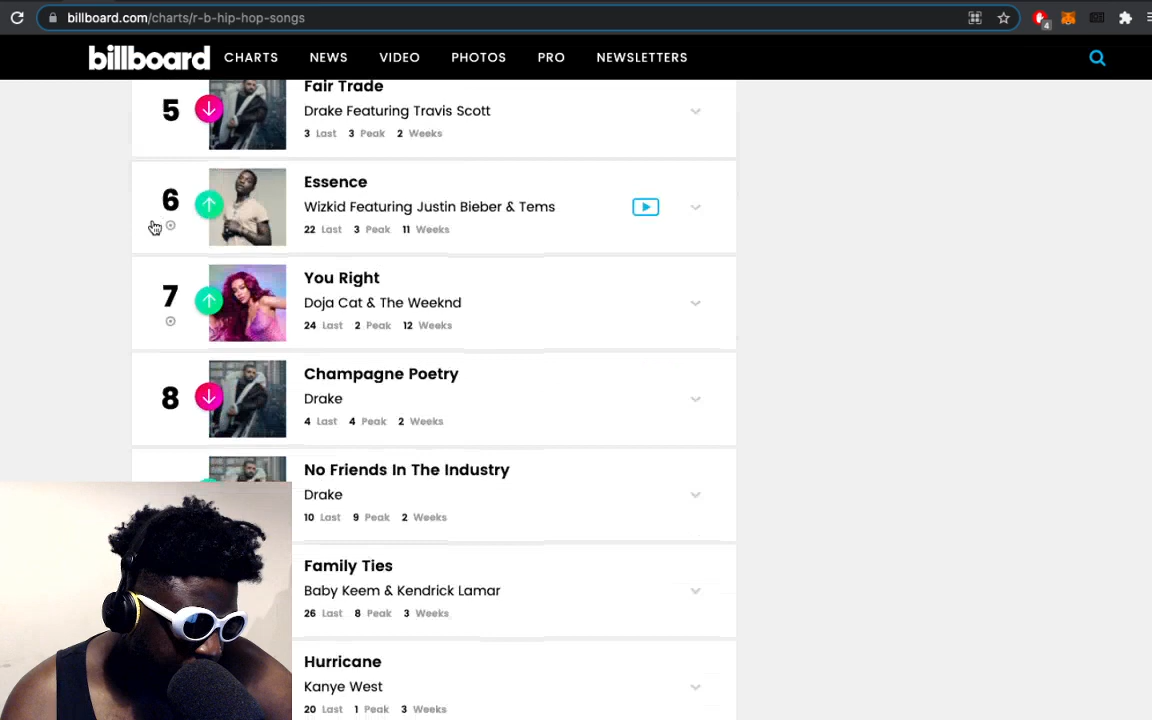 billboard.com/charts/r-b-hip-hop-songs
4
billboard CHARTS NEWS VIDEO PHOTOS PRO NEWSLETTERS
Fair Trade
5
Drake Featuring Travis Scott
3 Last 3 Peak 2 Weeks
Essence
6
Wizkid Featuring Justin Bieber & Tems
22 Last 3 Peak 11 Weeks
You Right
7
Doja Cat & The Weeknd
24 Last 2 Peak 12 Weeks
Champagne Poetry
8
Drake
4 Last 4 Peak 2 Weeks
No Friends In The Industry
Drake
10 Last 9 Peak 2 Weeks
Family Ties
Baby Keem & Kendrick Lamar
26 Last 8 Peak 3 Weeks
Hurricane
Kanye West
20 Last 1 Peak 3 Weeks